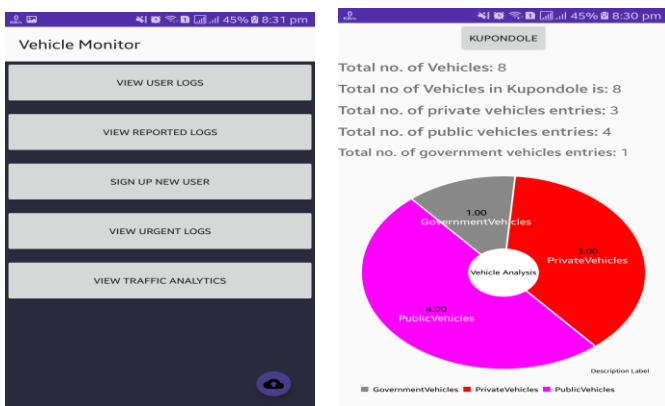 45% 8:31 pm
Vehicle Monitor
VIEW USER LOGS
VIEW REPORTED LOGS
SIGN UP NEW USER
VIEW URGENT LOGS
VIEW TRAFFIC ANALYTICS
45% 8:30 pm
KUPONDOLE
Total no. of Vehicles: 8
Total no of Vehicles in Kupondole is: 8
Total no. of private vehicles entries: 3
Total no. of public vehicles entries: 4
Total no. of government vehicles entries: 1
1.00
GovernmentVehicles
3.00
PrivateVehicles
Vehicle Analysis
4.00
PublicVehicles
Description Label
GovernmentVehicles PrivateVehicles PublicVehicles